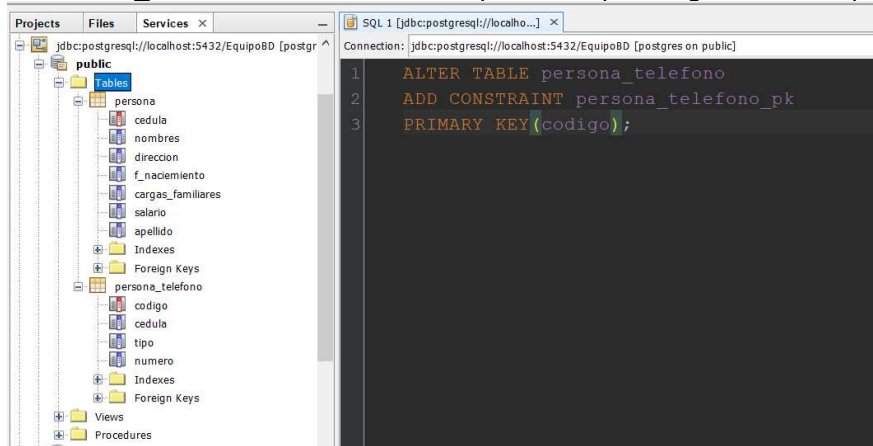 Projects Files Services ×
jdbc:postgresql://localhost:5432/EquipoBD [postgr
public
Tables
persona
cedula
nombres
direccion
f_naciemiento
cargas_familiares
salario
apellido
Indexes
Foreign Keys
persona_telefono
codigo
cedula
tipo
numero
Indexes
Foreign Keys
Views
Procedures
SQL 1 [jdbc:postgresql://localho...] ×
Connection: jdbc:postgresql://localhost:5432/EquipoBD [postgres on public]
1 ALTER TABLE persona_telefono
2 ADD CONSTRAINT persona_telefono_pk
3 PRIMARY KEY(codigo);